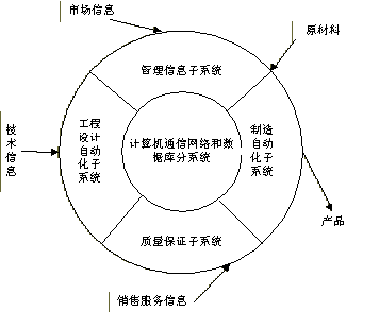 市场信息
原材料
管理信息子系统
工程
设计
自动
化子
系统
计算机通信网络和数
据库分系统
制造
自动
化子
系统
技
术
信
息
产品
质量保证子系统
销售服务信息